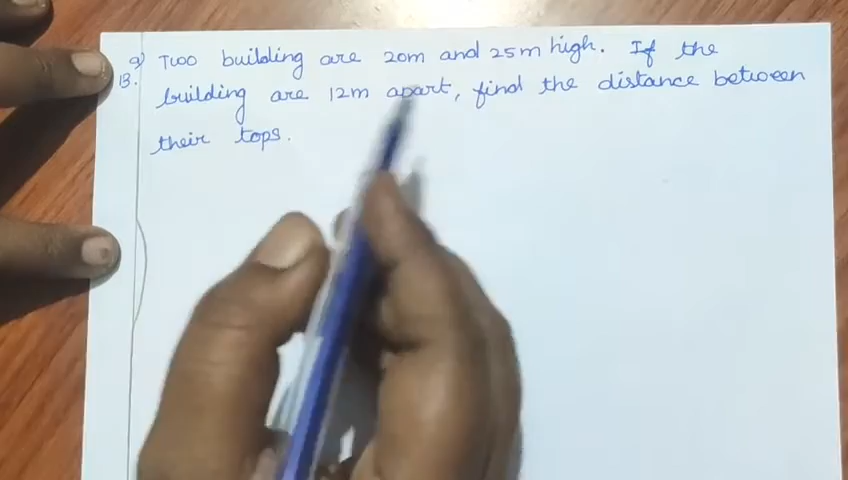 9) Two building are 20m and 25m high. If the
13. building are 12m apart, find the distance between
their tops.